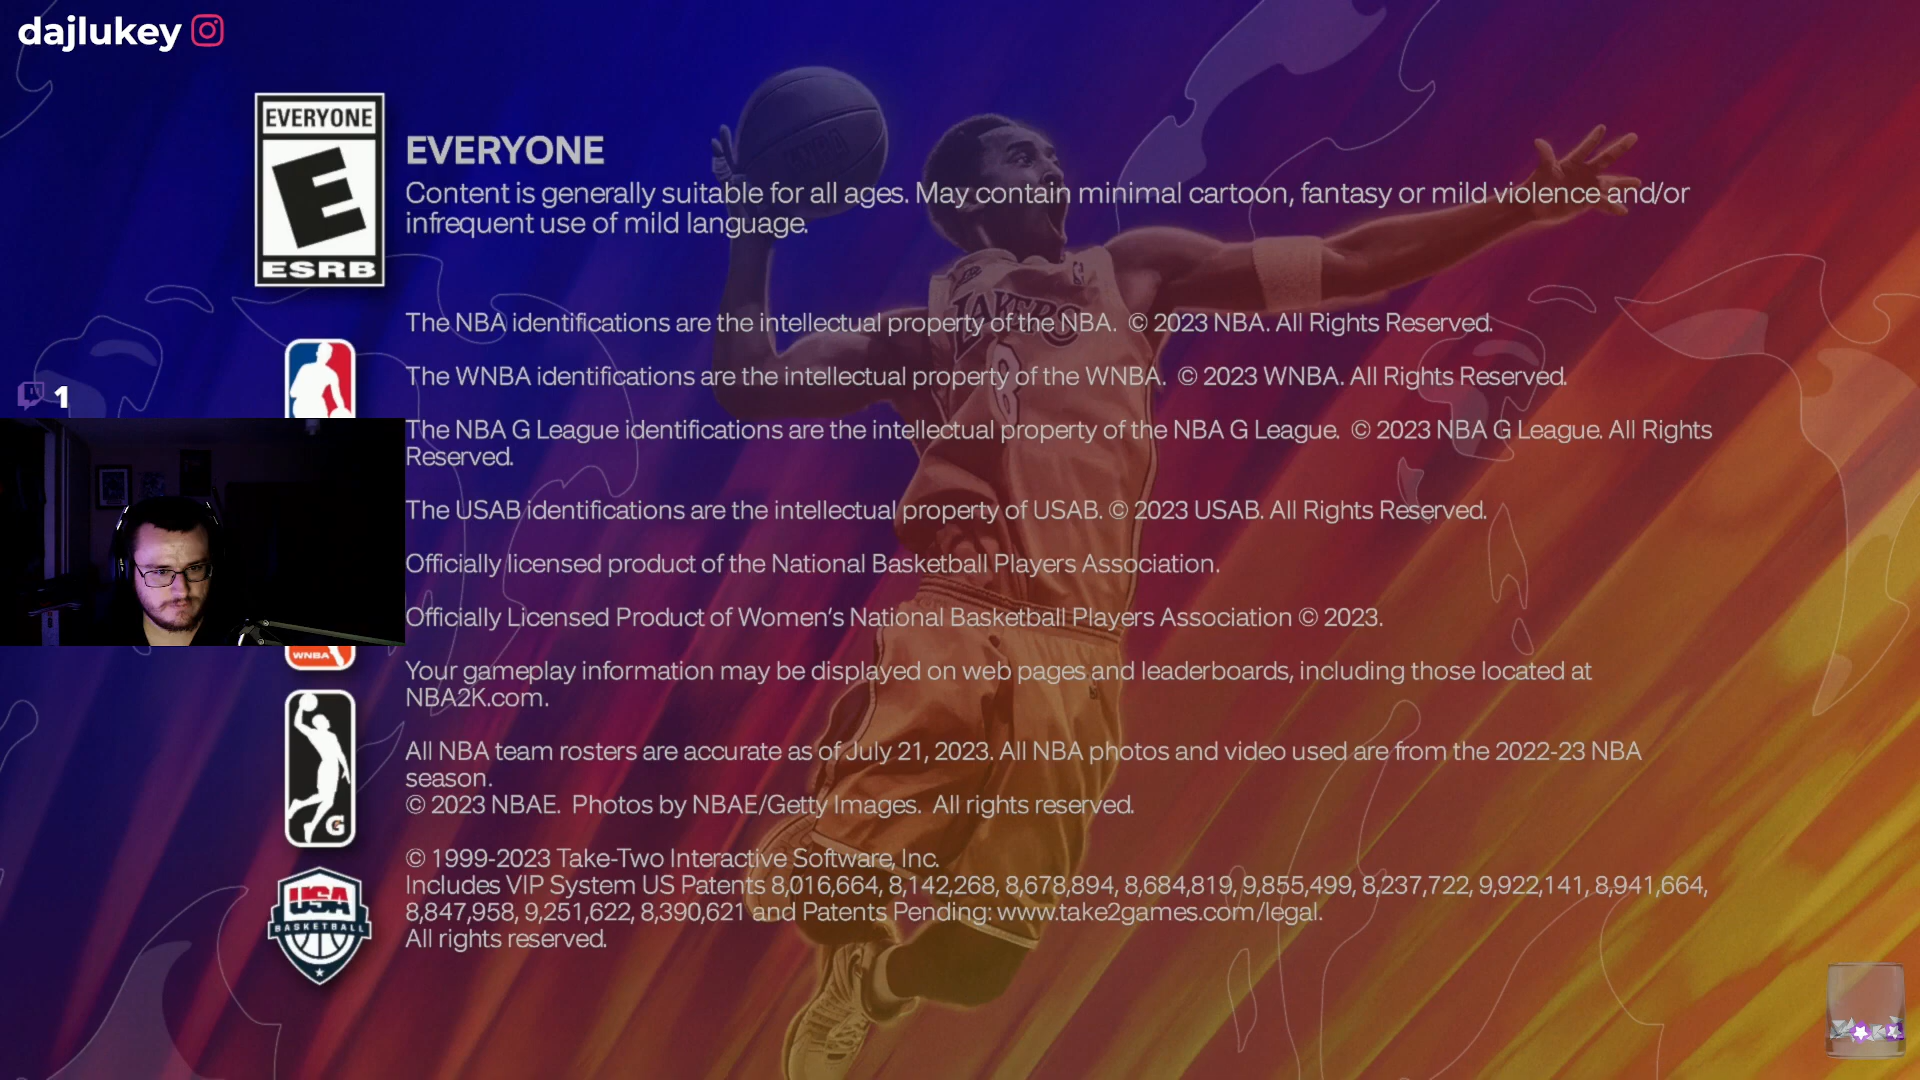 dajlukey
EVERYONE
E
ESRB
EVERYONE
Content is generally suitable for all ages. May contain minimal cartoon, fantasy or mild violence and/or
infrequent use of mild language.
LAKERS
8
The NBA identifications are the intellectual property of the NBA. © 2023 NBA. All Rights Reserved.
The WNBA identifications are the intellectual property of the WNBA. © 2023 WNBA. All Rights Reserved.
1
The NBA G League identifications are the intellectual property of the NBA G League. © 2023 NBA G League. All Rights
Reserved.
The USAB identifications are the intellectual property of USAB. © 2023 USAB. All Rights Reserved.
Officially licensed product of the National Basketball Players Association.
Officially Licensed Product of Women's National Basketball Players Association © 2023.
WNBA
Your gameplay information may be displayed on web pages and leaderboards, including those located at
NBA2K.com.
All NBA team rosters are accurate as of July 21, 2023. All NBA photos and video used are from the 2022-23 NBA
season.
© 2023 NBAE. Photos by NBAE/Getty Images. All rights reserved.
G
© 1999-2023 Take-Two Interactive Software, Inc.
Includes VIP System US Patents 8,016,664, 8,142,268, 8,678,894, 8,684,819, 9,855,499, 8,237,722, 9,922,141, 8,941,664,
8,847,958, 9,251,622, 8,390,621 and Patents Pending: www.take2games.com/legal.
All rights reserved.
USA
BASKETBALL